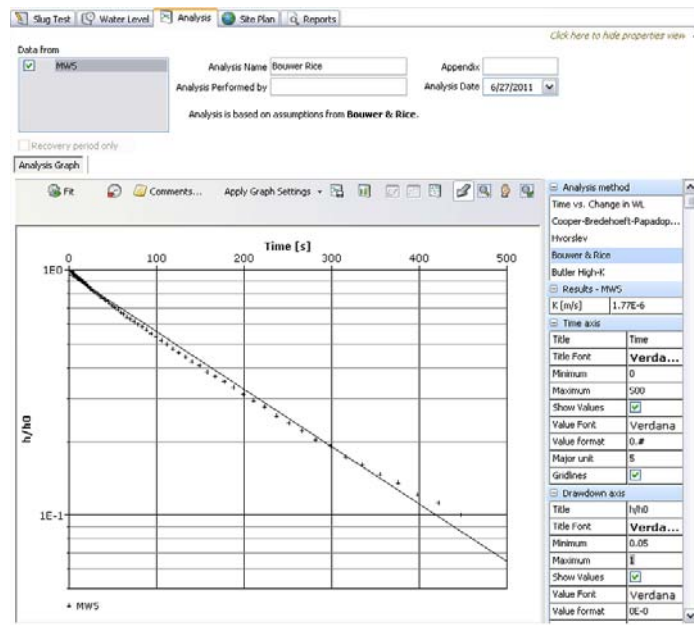 Slug Test Water Level Analysis Site Plan Reports
Click here to hide properties view
Data from
MW5 Analysis Name Bouwer Rice Appendix
Analysis Performed by Analysis Date 6/27/2011
Analysis is based on assumptions from Bouwer & Rice.
Recovery period only
Analysis Graph
Fit Comments... Apply Graph Settings
Time [s]
0 100 200 300 400 500
1E0
h/h0
1E-1
MW5
Analysis method
Time vs. Change in WL
Cooper-Bredehoeft-Papadop...
Hvorslev
Bouwer & Rice
Butler High-K
Results - MW5
K [m/s] 1.77E-6
Time axis
Title Time
Title Font Verda...
Minimum 0
Maximum 500
Show Values
Value Font Verdana
Value format 0.#
Major unit 5
Gridlines
Drawdown axis
Title h/h0
Title Font Verda...
Minimum 0.05
Maximum 1
Show Values
Value Font Verdana
Value format 0E-0